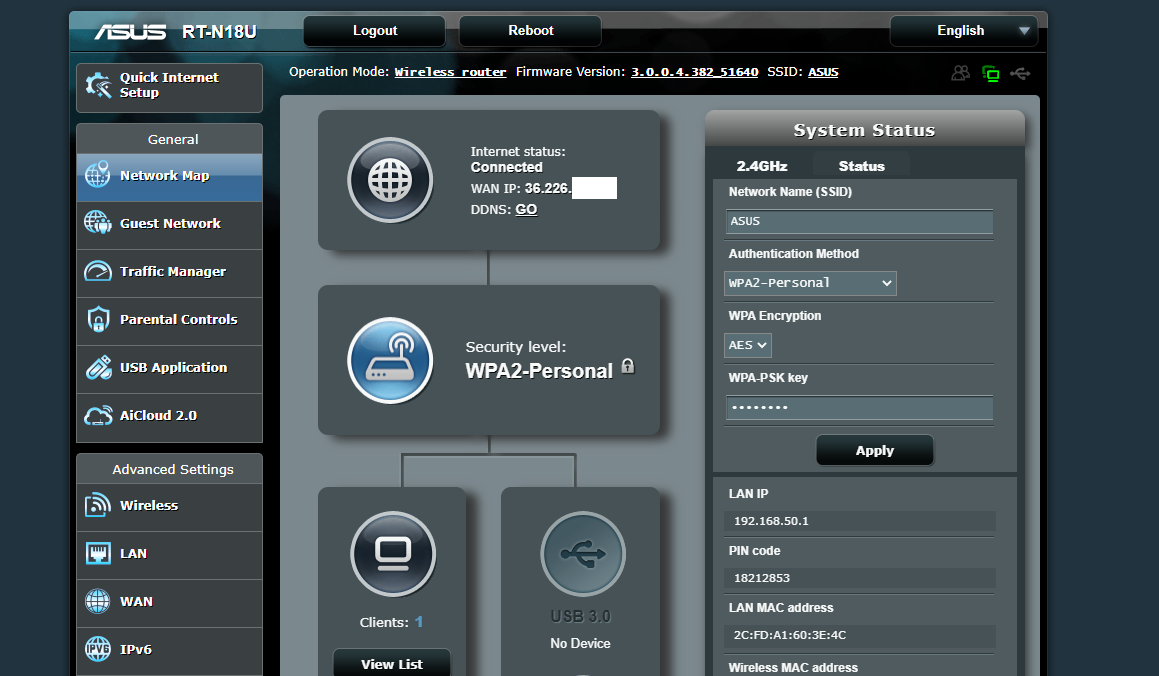 ASUS RT-N18U Logout Reboot English
Operation Mode: Wireless router Firmware Version: 3.0.0.4.382_51640 SSID: ASUS
Quick Internet
Setup
General
Network Map
Guest Network
Traffic Manager
Parental Controls
USB Application
AiCloud 2.0
Advanced Settings
Wireless
LAN
WAN
IPv6
Internet status:
Connected
WAN IP: 36.226.
DDNS: GO
Security level:
WPA2-Personal
Clients: 1
View List
USB 3.0
No Device
System Status
2.4GHz Status
Network Name (SSID)
ASUS
Authentication Method
WPA2-Personal
WPA Encryption
AES
WPA-PSK key
••••••••
Apply
LAN IP
192.168.50.1
PIN code
18212853
LAN MAC address
2C:FD:A1:60:3E:4C
Wireless MAC address